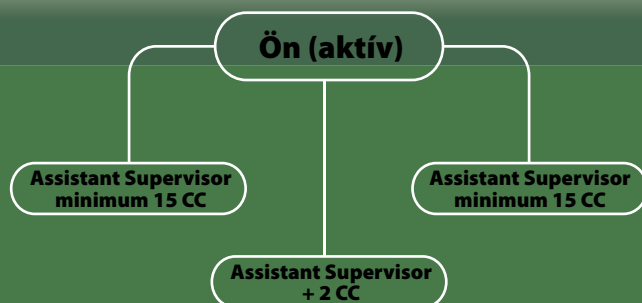 Ön (aktív)
Assistant Supervisor
minimum 15 CC
Assistant Supervisor
minimum 15 CC
Assistant Supervisor
+ 2 CC